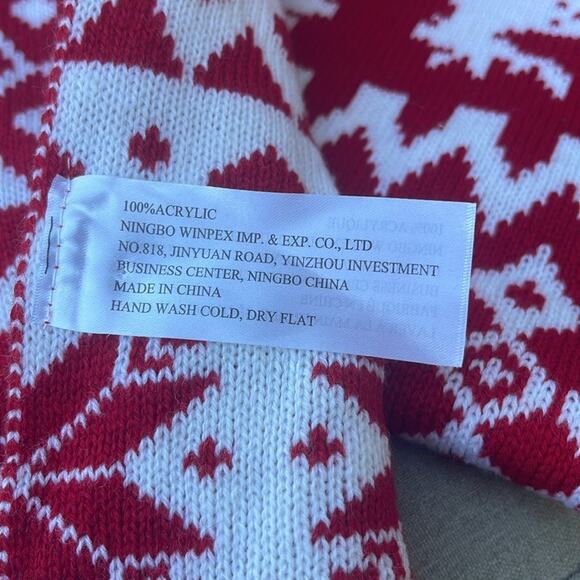 100%ACRYLIC
NINGBO WINPEX IMP. & EXP. CO., LTD
NO.818, JINYUAN ROAD, YINZHOU INVESTMENT
BUSINESS CENTER, NINGBO CHINA
MADE IN CHINA
HAND WASH COLD, DRY FLAT